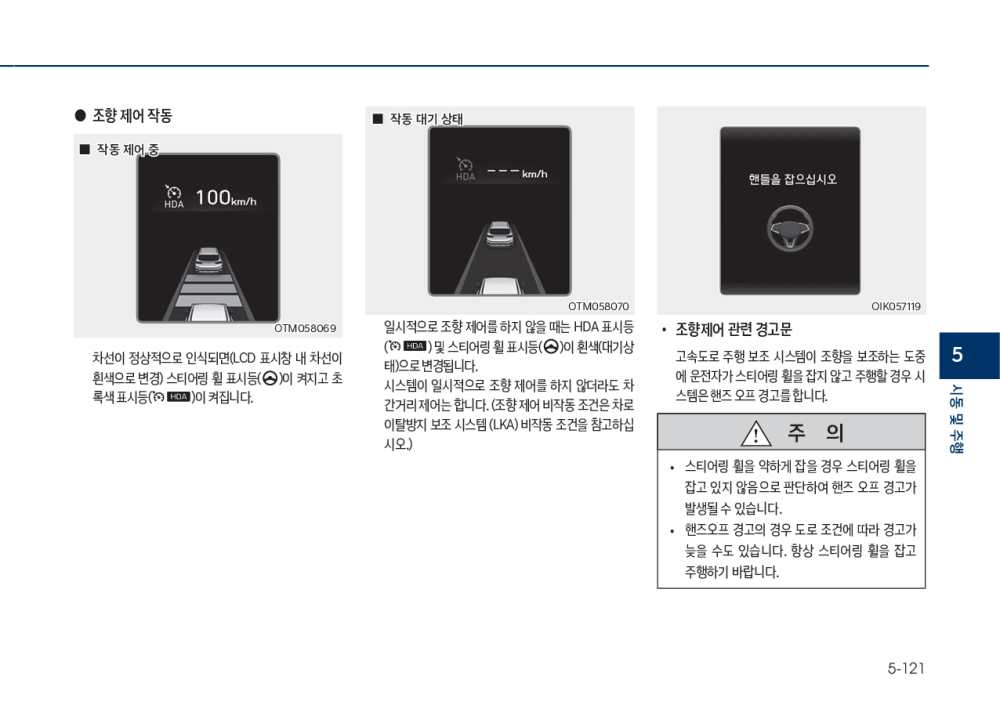 ● 조향 제어 작동
■ 작동 제어 중
HDA 100km/h
OTM058069
차선이 정상적으로 인식되면(LCD 표시창 내 차선이
흰색으로 변경) 스티어링 휠 표시등( )이 켜지고 초
록색 표시등( HDA )이 켜집니다.
■ 작동 대기 상태
HDA ---km/h
OTM058070
일시적으로 조향 제어를 하지 않을 때는 HDA 표시등
( HDA ) 및 스티어링 휠 표시등( )이 흰색(대기상
태)으로 변경됩니다.
시스템이 일시적으로 조향 제어를 하지 않더라도 차
간거리 제어는 합니다. (조향 제어 비작동 조건은 차로
이탈방지 보조 시스템 (LKA) 비작동 조건을 참고하십
시오.)
핸들을 잡으십시오
OIK057119
• 조향제어 관련 경고문
고속도로 주행 보조 시스템이 조향을 보조하는 도중
에 운전자가 스티어링 휠을 잡지 않고 주행할 경우 시
스템은 핸즈 오프 경고를 합니다.
주 의
• 스티어링 휠을 약하게 잡을 경우 스티어링 휠을
잡고 있지 않음으로 판단하여 핸즈 오프 경고가
발생될 수 있습니다.
• 핸즈오프 경고의 경우 도로 조건에 따라 경고가
늦을 수도 있습니다. 항상 스티어링 휠을 잡고
주행하기 바랍니다.
5
시동 및 주행
5-121